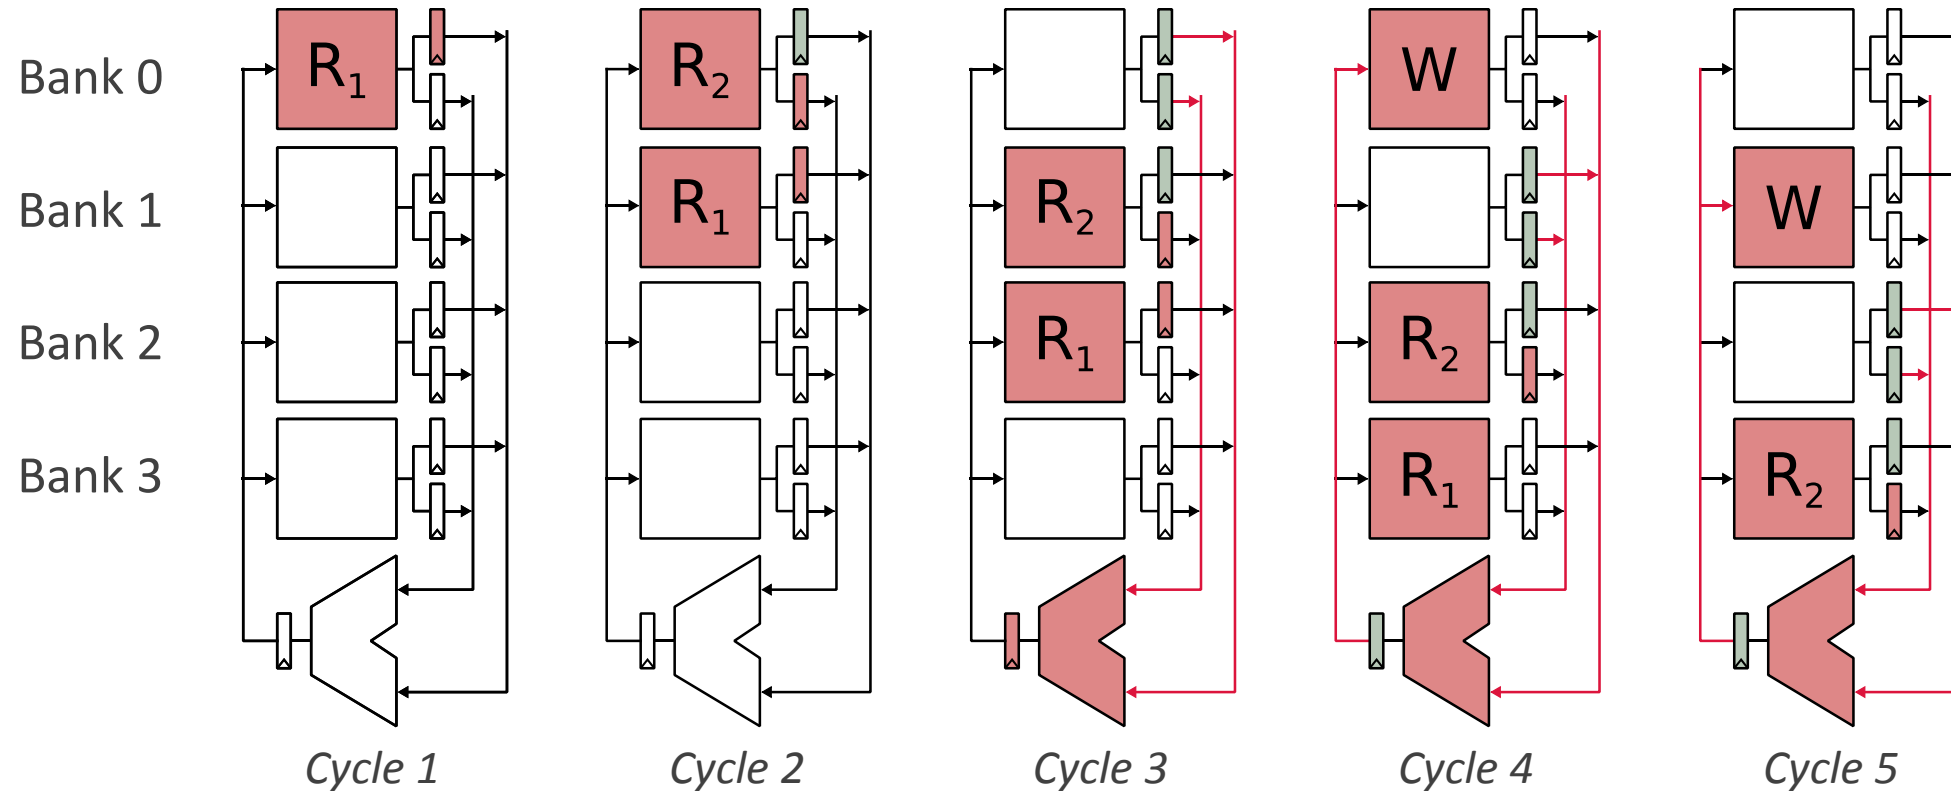 Bank 0
R1
R2
W
Bank 1
R1
R2
W
Bank 2
R1
R2
Bank 3
R1
R2
Cycle 1
Cycle 2
Cycle 3
Cycle 4
Cycle 5